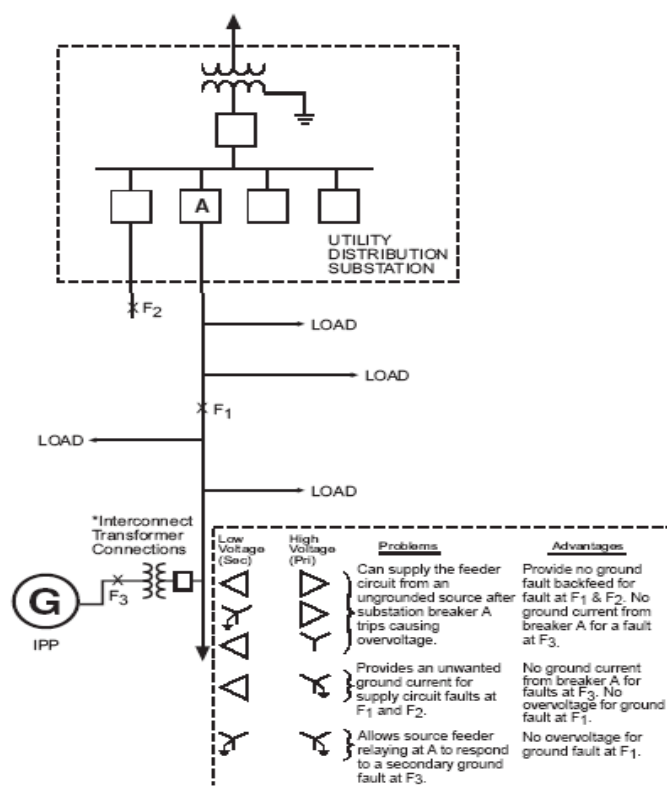 A
UTILITY
DISTRIBUTION
SUBSTATION
F2
LOAD
LOAD
F1
LOAD
LOAD
*Interconnect
Transformer
Connections
F3
G
IPP
Low
Voltage
(Sec)
High
Voltage
(Pri)
Problems
Advantages
Can supply the feeder
circuit from an
ungrounded source after
substation breaker A
trips causing
overvoltage.
Provide no ground
fault backfeed for
fault at F1 & F2. No
ground current from
breaker A for a fault
at F3.
Provides an unwanted
ground current for
supply circuit faults at
F1 and F2.
No ground current
from breaker A for
faults at F3. No
overvoltage for ground
fault at F1.
Allows source feeder
relaying at A to respond
to a secondary ground
fault at F3.
No overvoltage for
ground fault at F1.